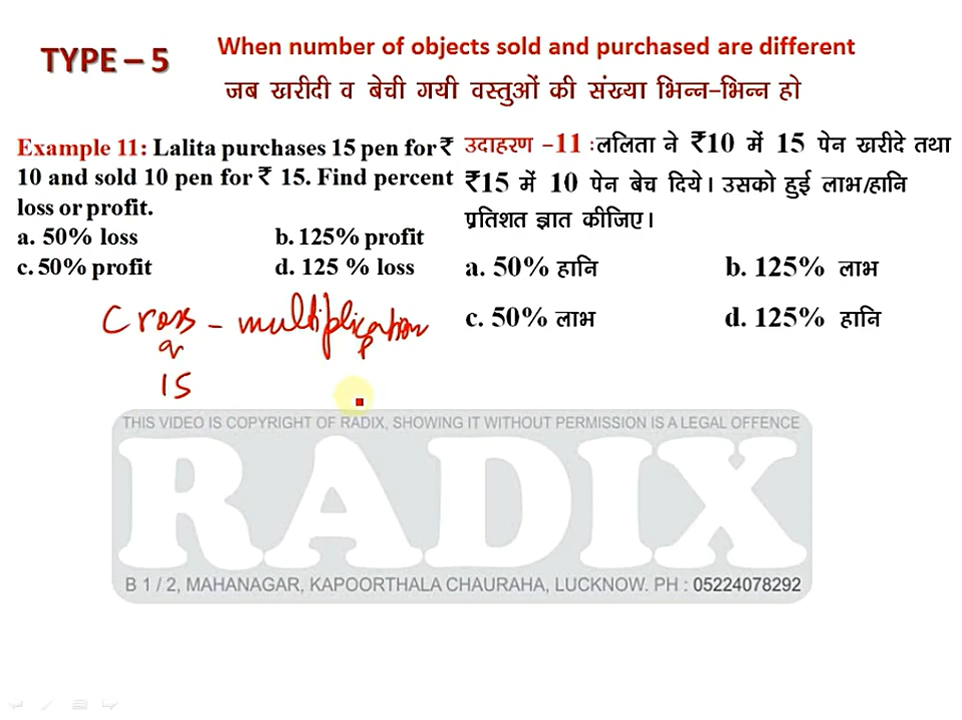 TYPE – 5
When number of objects sold and purchased are different
जब खरीदी व बेची गयी वस्तुओं की संख्या भिन्न-भिन्न हो
Example 11: Lalita purchases 15 pen for ₹
10 and sold 10 pen for ₹ 15. Find percent
loss or profit.
a. 50% loss b. 125% profit
c. 50% profit d. 125 % loss
उदाहरण -11 :ललिता ने ₹10 में 15 पेन खरीदे तथा
₹15 में 10 पेन बेच दिये। उसको हुई लाभ/हानि
प्रतिशत ज्ञात कीजिए।
a. 50% हानि b. 125% लाभ
c. 50% लाभ d. 125% हानि
Cross - multiplication
15
THIS VIDEO IS COPYRIGHT OF RADIX, SHOWING IT WITHOUT PERMISSION IS A LEGAL OFFENCE
RADIX
B 1 / 2, MAHANAGAR, KAPOORTHALA CHAURAHA, LUCKNOW. PH : 05224078292